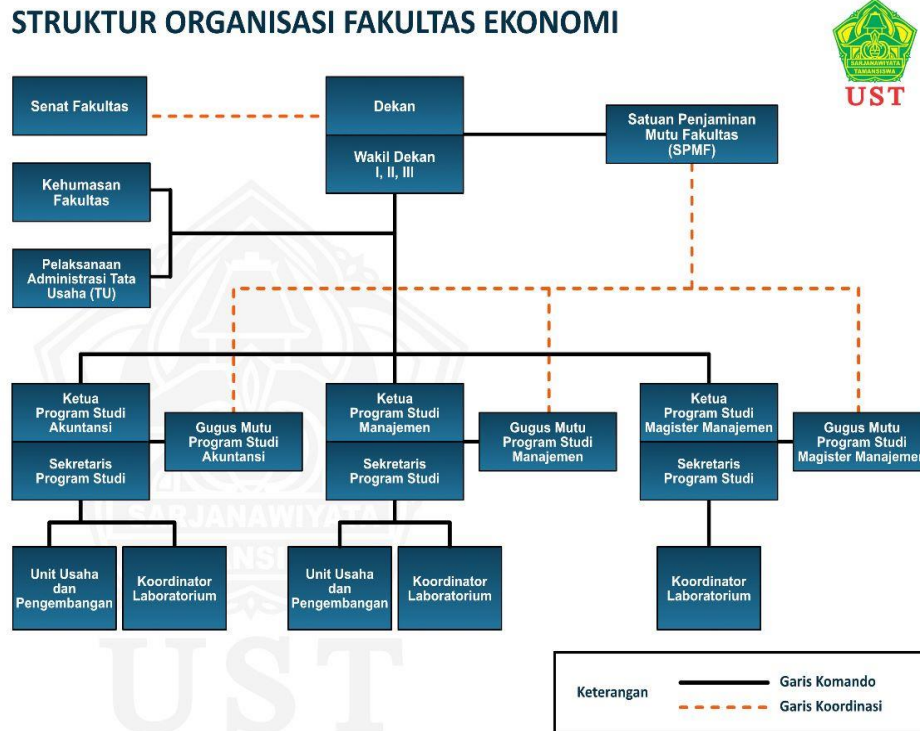 STRUKTUR ORGANISASI FAKULTAS EKONOMI
SARJANAWIYATA
TAMANSISWA
UST
Senat Fakultas
Dekan
Wakil Dekan
I, II, III
Satuan Penjaminan
Mutu Fakultas
(SPMF)
Kehumasan
Fakultas
Pelaksanaan
Administrasi Tata
Usaha (TU)
Ketua
Program Studi
Akuntansi
Sekretaris
Program Studi
Gugus Mutu
Program Studi
Akuntansi
Ketua
Program Studi
Manajemen
Sekretaris
Program Studi
Gugus Mutu
Program Studi
Manajemen
Ketua
Program Studi
Magister Manajemen
Sekretaris
Program Studi
Gugus Mutu
Program Studi
Magister Manajemen
Unit Usaha
dan
Pengembangan
Koordinator
Laboratorium
Unit Usaha
dan
Pengembangan
Koordinator
Laboratorium
Koordinator
Laboratorium
SARJANAWIYATA
UST
Keterangan
Garis Komando
Garis Koordinasi